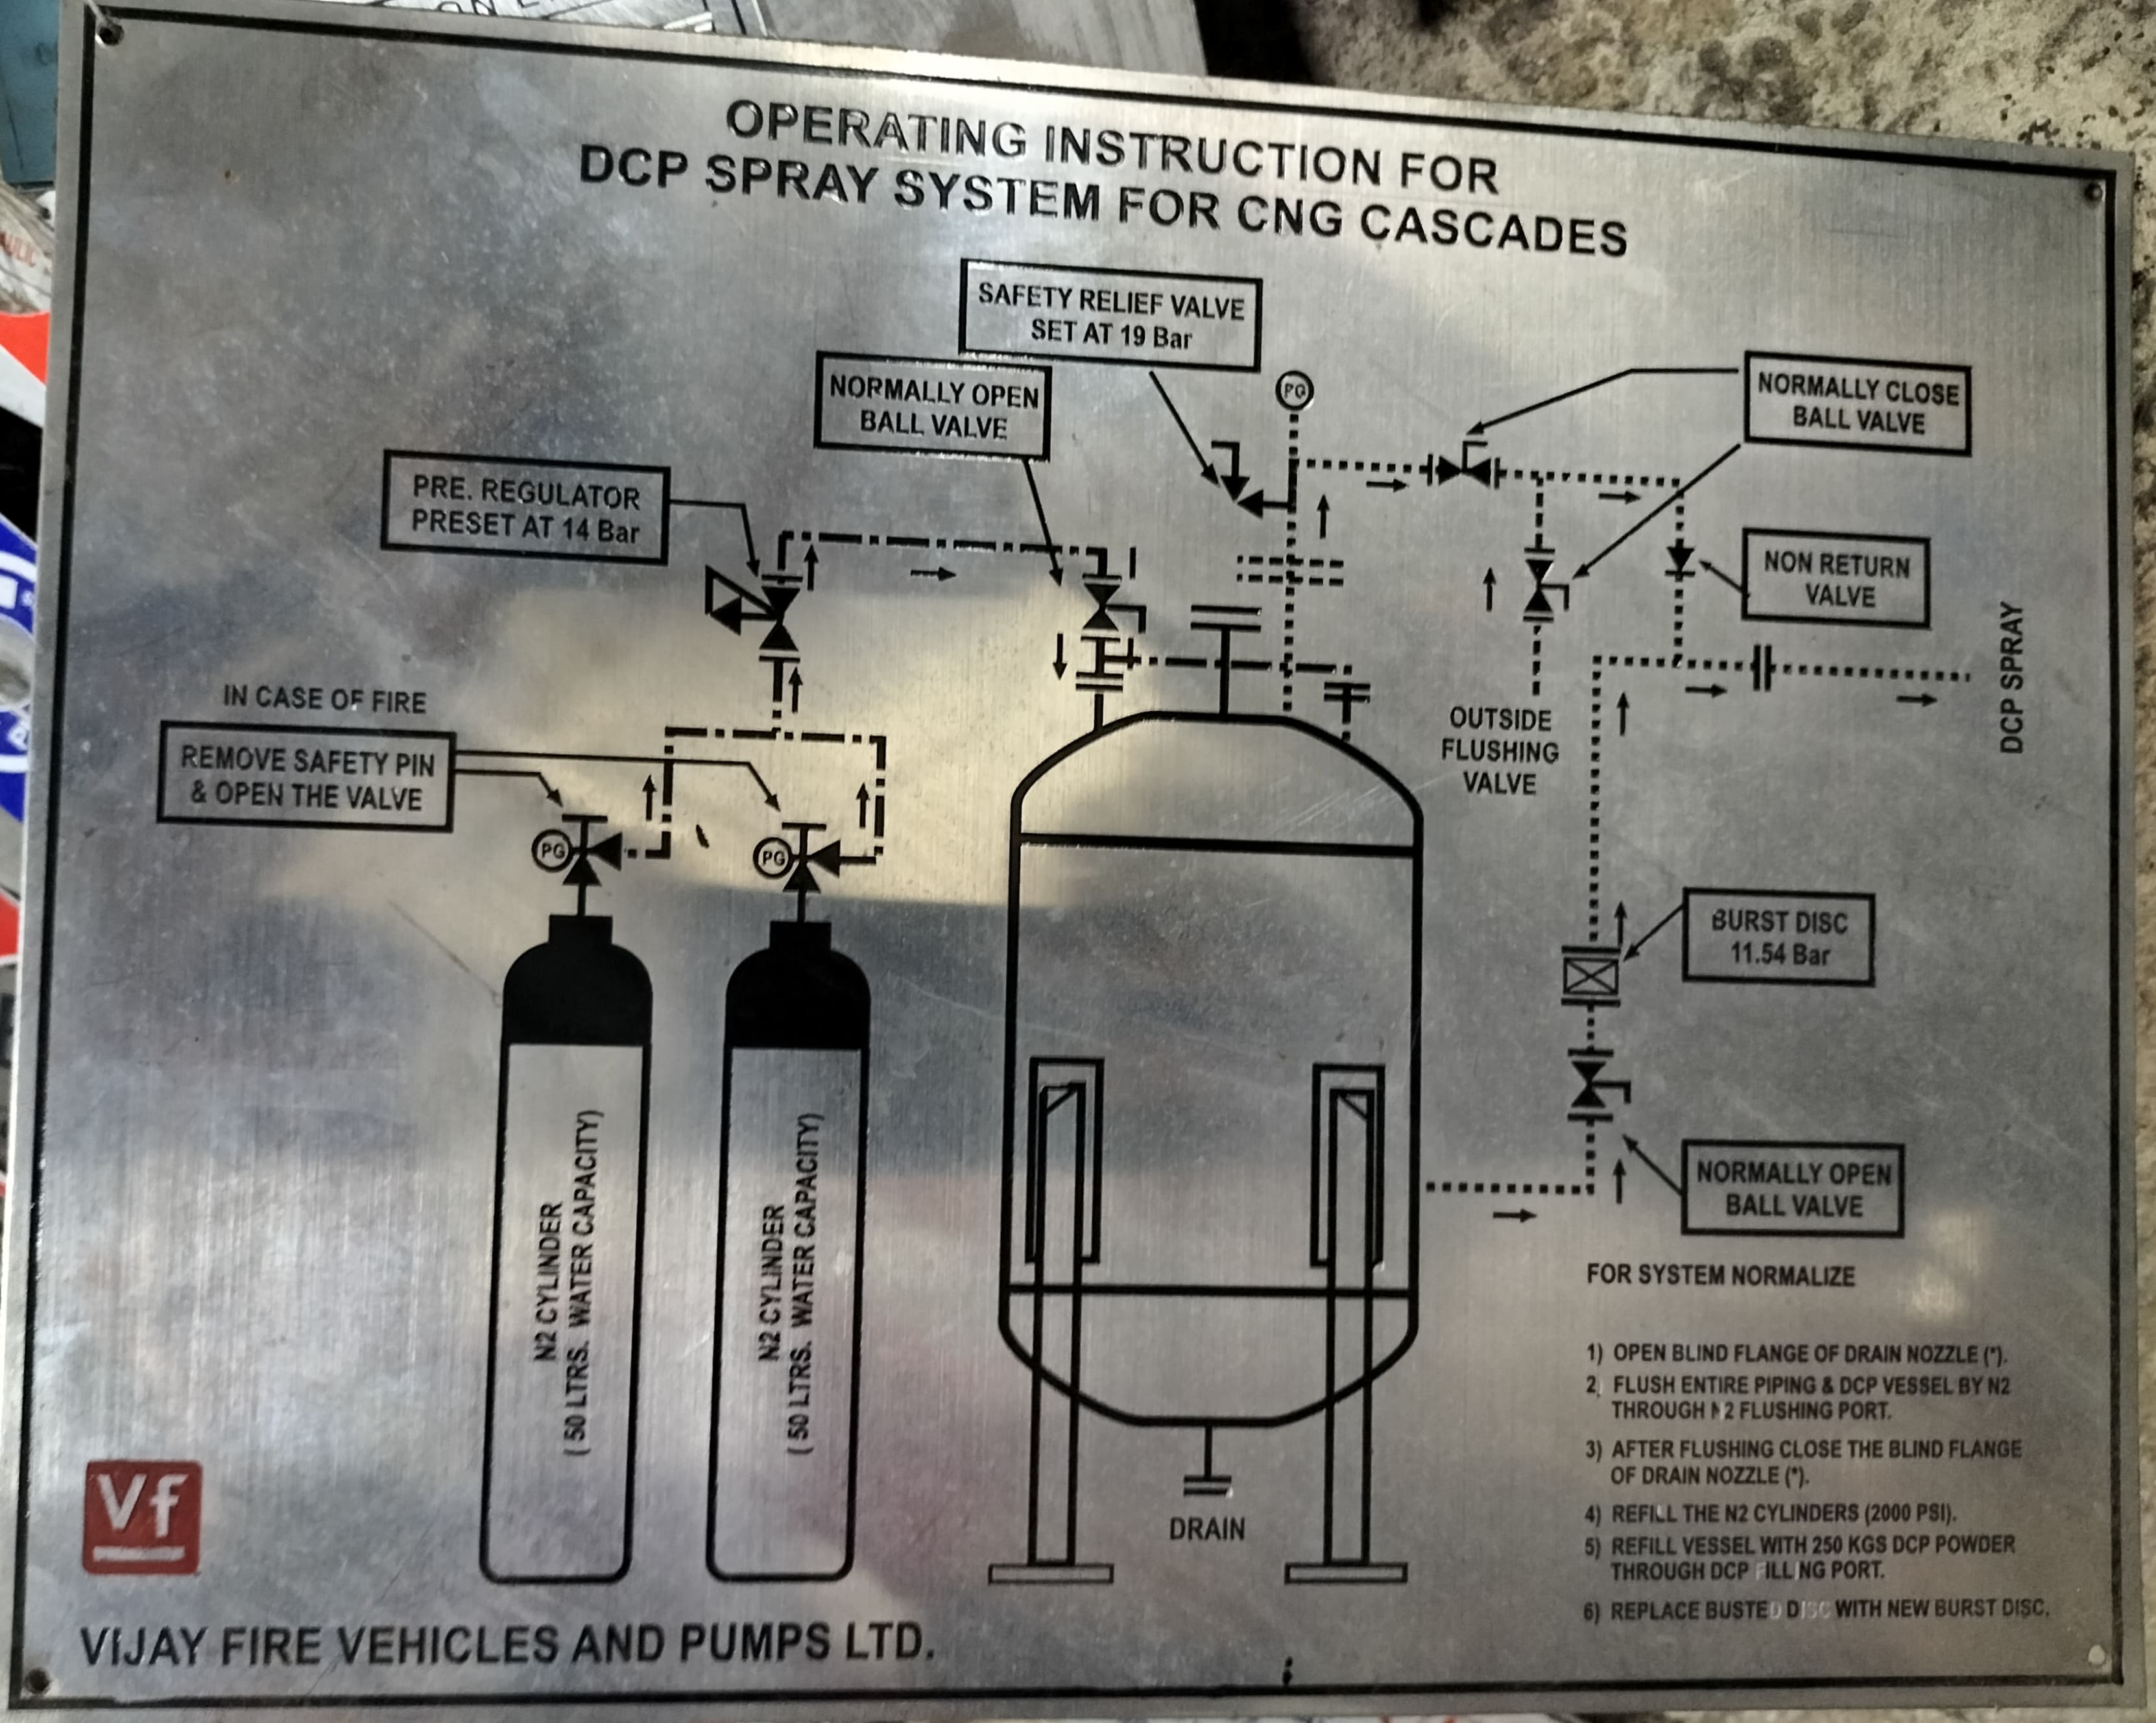 OPERATING INSTRUCTION FOR
DCP SPRAY SYSTEM FOR CNG CASCADES
SAFETY RELIEF VALVE
SET AT 19 Bar
NORMALLY OPEN
BALL VALVE
PG
NORMALLY CLOSE
BALL VALVE
PRE. REGULATOR
PRESET AT 14 Bar
NON RETURN
VALVE
DCP SPRAY
IN CASE OF FIRE
REMOVE SAFETY PIN
& OPEN THE VALVE
OUTSIDE
FLUSHING
VALVE
PG
PG
BURST DISC
11.54 Bar
N2 CYLINDER
( 50 LTRS. WATER CAPACITY)
N2 CYLINDER
( 50 LTRS. WATER CAPACITY)
NORMALLY OPEN
BALL VALVE
DRAIN
FOR SYSTEM NORMALIZE
1) OPEN BLIND FLANGE OF DRAIN NOZZLE (*).
2) FLUSH ENTIRE PIPING & DCP VESSEL BY N2
THROUGH N2 FLUSHING PORT.
3) AFTER FLUSHING CLOSE THE BLIND FLANGE
OF DRAIN NOZZLE (*).
4) REFILL THE N2 CYLINDERS (2000 PSI).
5) REFILL VESSEL WITH 250 KGS DCP POWDER
THROUGH DCP FILLING PORT.
6) REPLACE BUSTED DISC WITH NEW BURST DISC.
Vf
VIJAY FIRE VEHICLES AND PUMPS LTD.